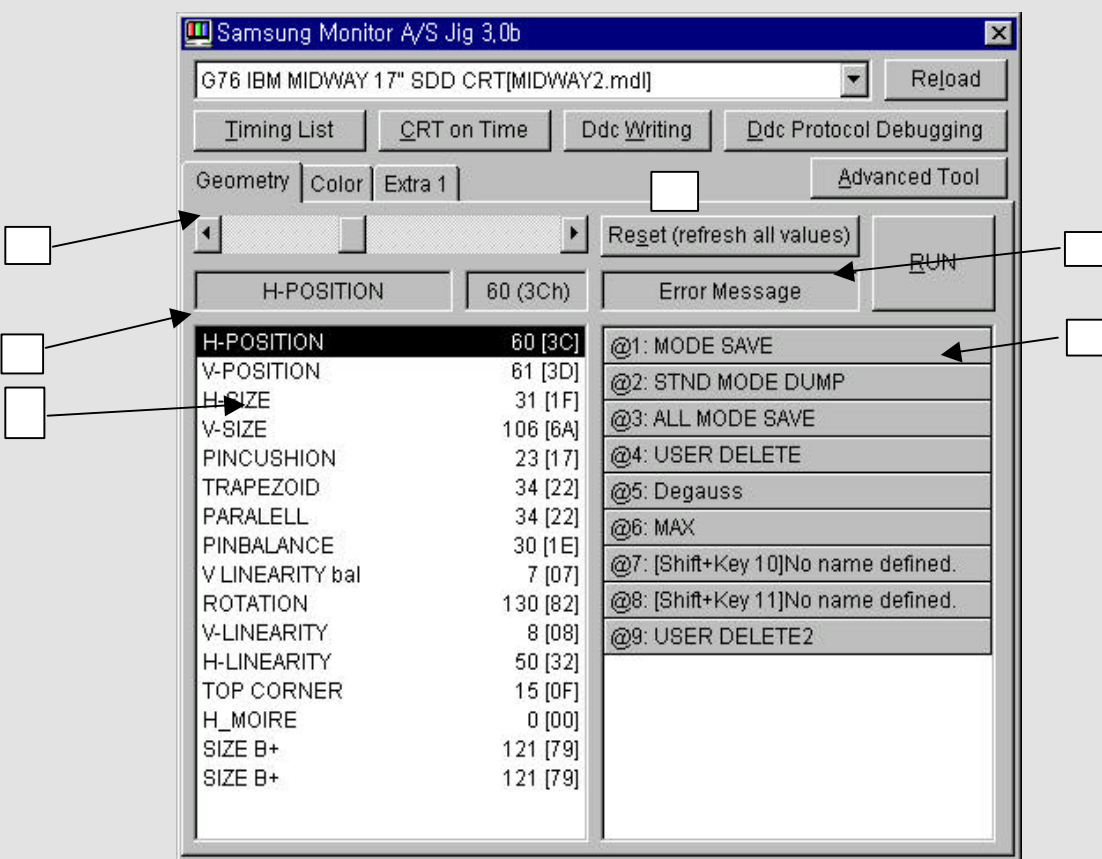 Samsung Monitor A/S Jig 3,0b
G76 IBM MIDWAY 17" SDD CRT[MIDWAY2.mdl]
Reload
Timing List
CRT on Time
Ddc Writing
Ddc Protocol Debugging
Geometry
Color
Extra 1
Advanced Tool
Reset (refresh all values)
RUN
H-POSITION
60 (3Ch)
Error Message
H-POSITION 60 [3C]
V-POSITION 61 [3D]
H-SIZE 31 [1F]
V-SIZE 106 [6A]
PINCUSHION 23 [17]
TRAPEZOID 34 [22]
PARALELL 34 [22]
PINBALANCE 30 [1E]
V LINEARITY bal 7 [07]
ROTATION 130 [82]
V-LINEARITY 8 [08]
H-LINEARITY 50 [32]
TOP CORNER 15 [0F]
H_MOIRE 0 [00]
SIZE B+ 121 [79]
SIZE B+ 121 [79]
@1: MODE SAVE
@2: STND MODE DUMP
@3: ALL MODE SAVE
@4: USER DELETE
@5: Degauss
@6: MAX
@7: [Shift+Key 10]No name defined.
@8: [Shift+Key 11]No name defined.
@9: USER DELETE2